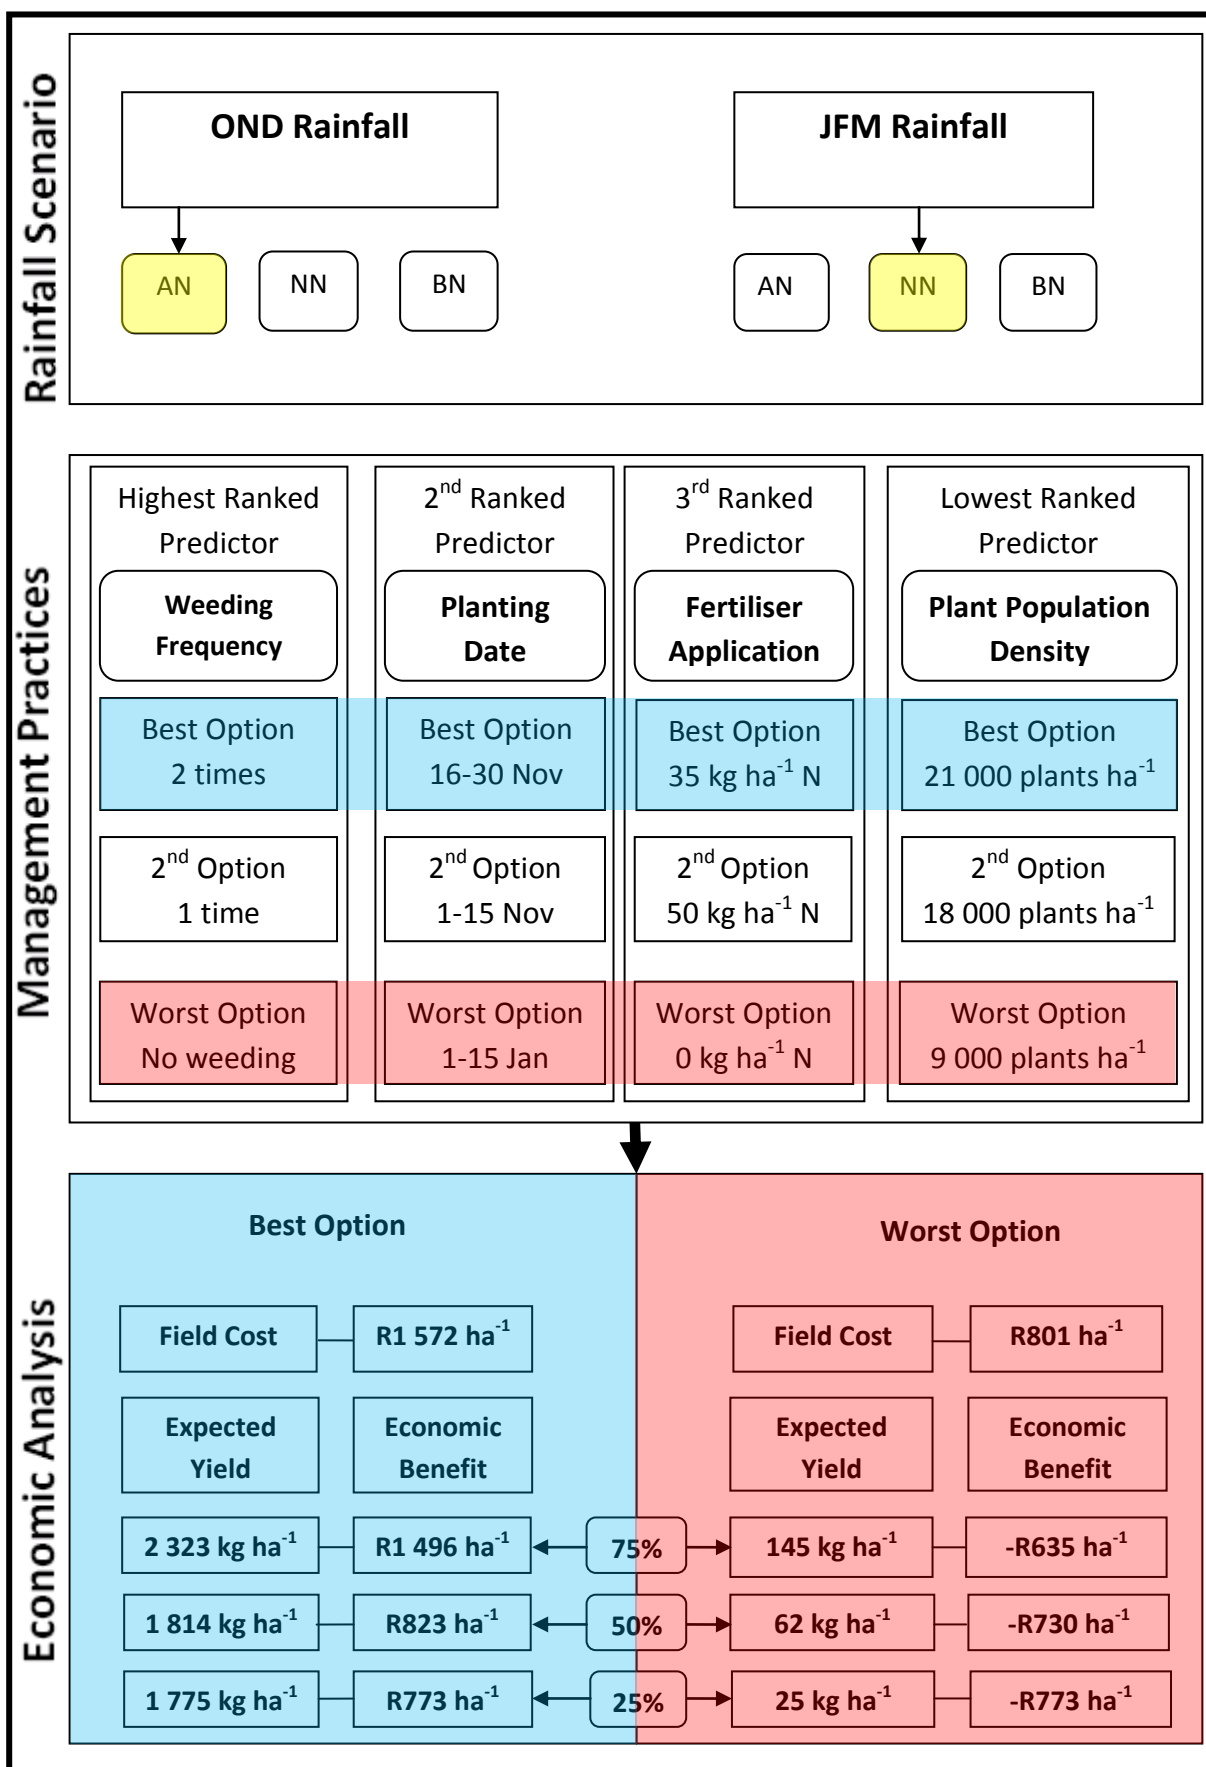 Rainfall Scenario
OND Rainfall
JFM Rainfall
AN
NN
BN
AN
NN
BN
Management Practices
Highest Ranked
Predictor
Weeding
Frequency
Best Option
2 times
2nd Option
1 time
Worst Option
No weeding
2nd Ranked
Predictor
Planting
Date
Best Option
16-30 Nov
2nd Option
1-15 Nov
Worst Option
1-15 Jan
3rd Ranked
Predictor
Fertiliser
Application
Best Option
35 kg ha-1 N
2nd Option
50 kg ha-1 N
Worst Option
0 kg ha-1 N
Lowest Ranked
Predictor
Plant Population
Density
Best Option
21 000 plants ha-1
2nd Option
18 000 plants ha-1
Worst Option
9 000 plants ha-1
Economic Analysis
Best Option
Worst Option
Field Cost
R1 572 ha-1
Field Cost
R801 ha-1
Expected
Yield
Economic
Benefit
Expected
Yield
Economic
Benefit
2 323 kg ha-1
R1 496 ha-1
75%
145 kg ha-1
-R635 ha-1
1 814 kg ha-1
R823 ha-1
50%
62 kg ha-1
-R730 ha-1
1 775 kg ha-1
R773 ha-1
25%
25 kg ha-1
-R773 ha-1